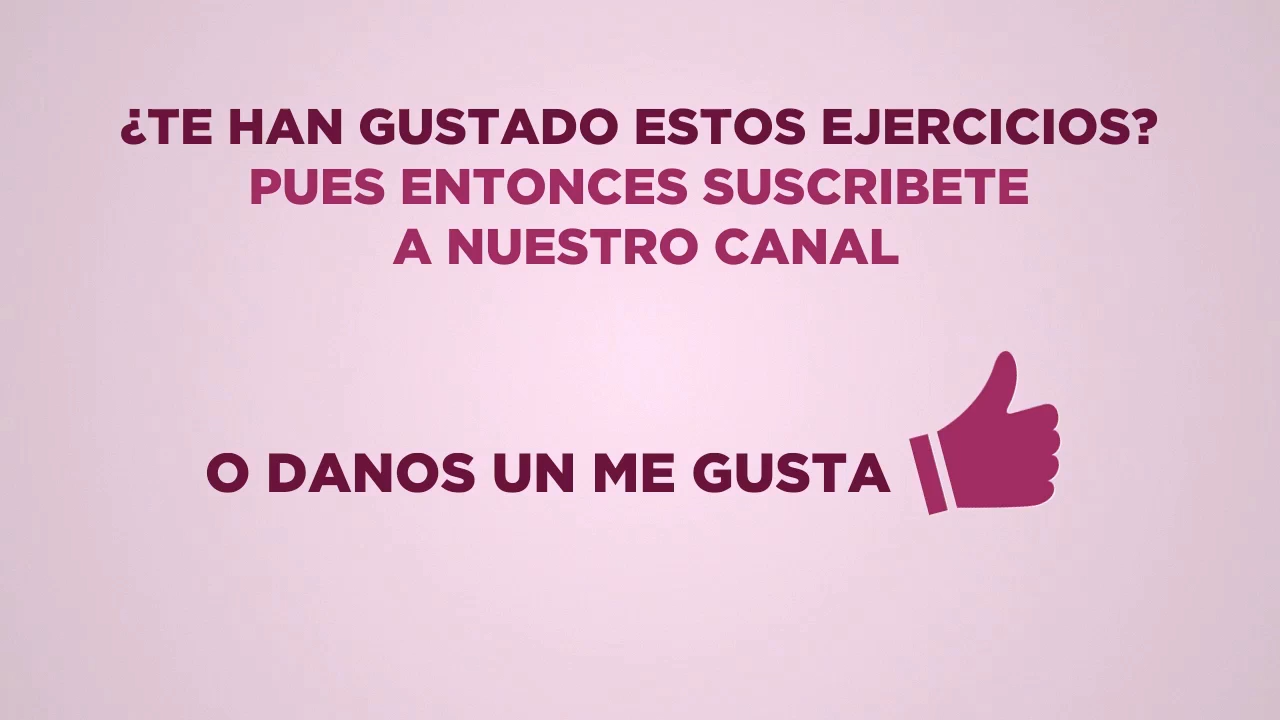 ¿TE HAN GUSTADO ESTOS EJERCICIOS?
PUES ENTONCES SUSCRIBETE
A NUESTRO CANAL
O DANOS UN ME GUSTA